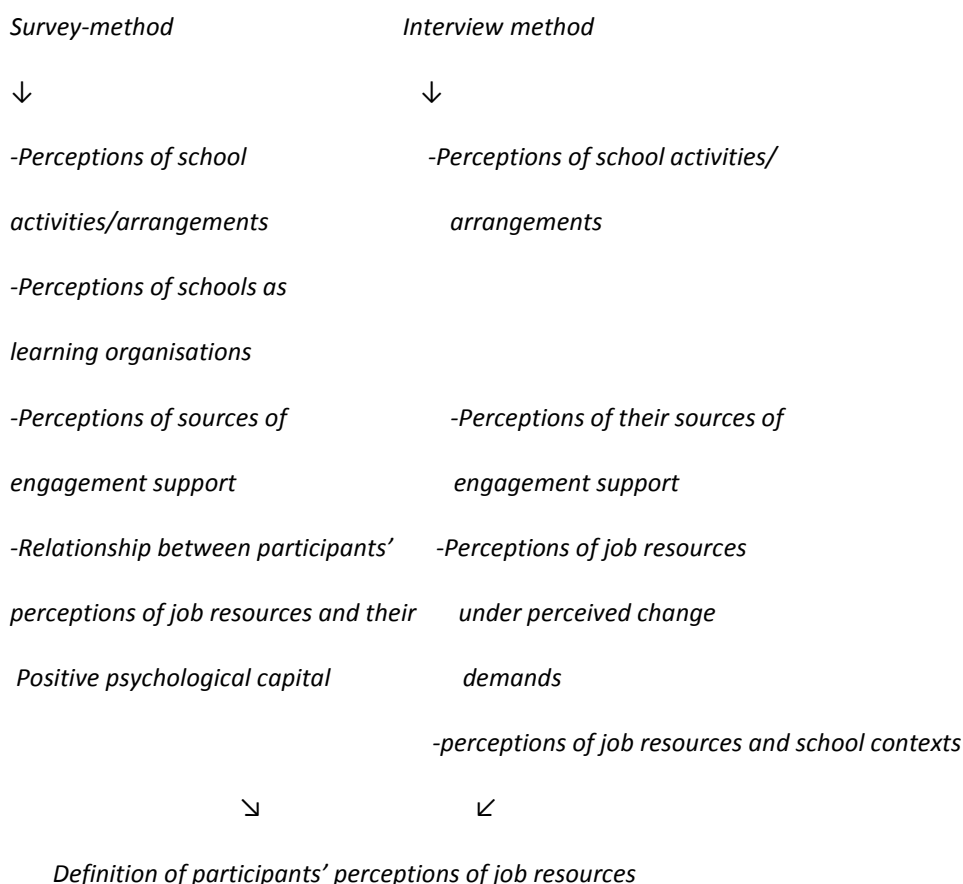 Survey-method Interview method
↓ ↓
-Perceptions of school -Perceptions of school activities/
activities/arrangements arrangements
-Perceptions of schools as
learning organisations
-Perceptions of sources of -Perceptions of their sources of
engagement support engagement support
-Relationship between participants’ -Perceptions of job resources
perceptions of job resources and their under perceived change
Positive psychological capital demands
-perceptions of job resources and school contexts
↘ ↙
Definition of participants’ perceptions of job resources